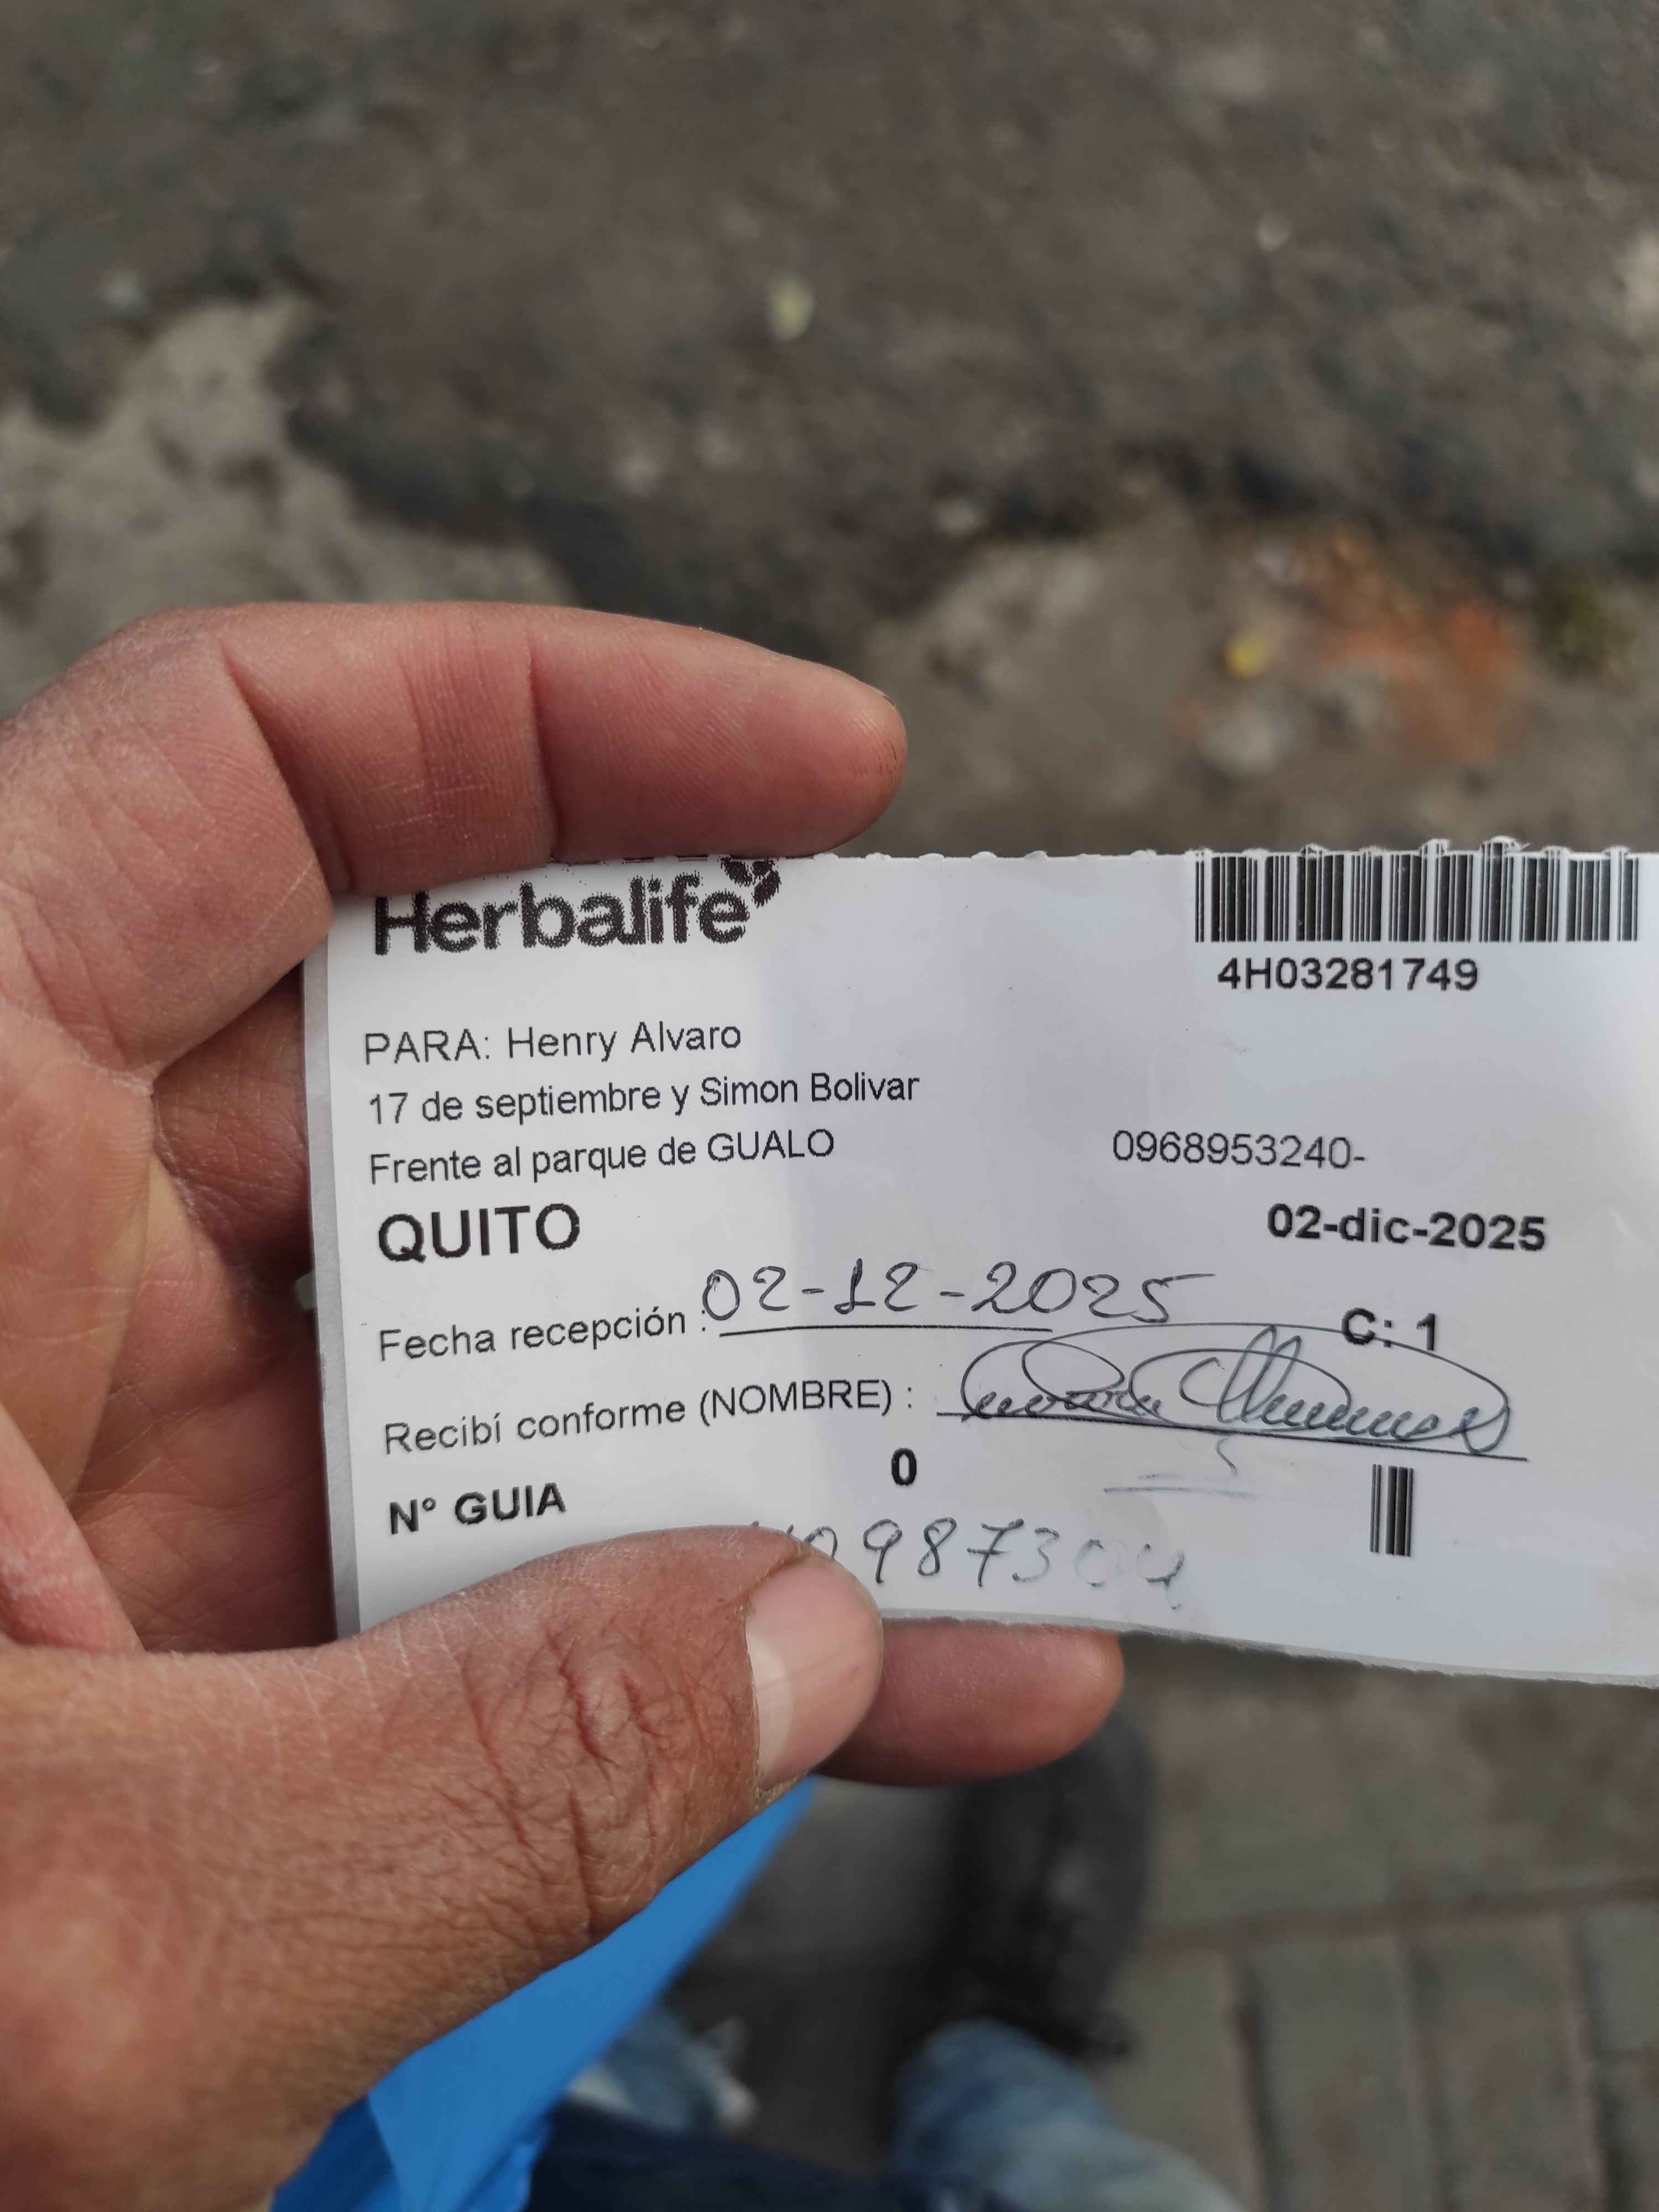 Herbalife
4H03281749
PARA: Henry Alvaro
17 de septiembre y Simon Bolivar
Frente al parque de GUALO
0968953240-
QUITO
02-dic-2025
Fecha recepción : 02-12-2025
C: 1
Recibí conforme (NOMBRE) :
0
N° GUIA